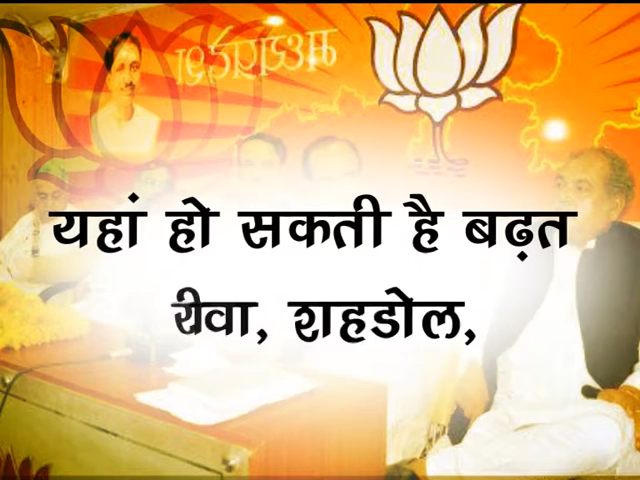 यहां हो सकती है बढ़त
रीवा, शहडोल,